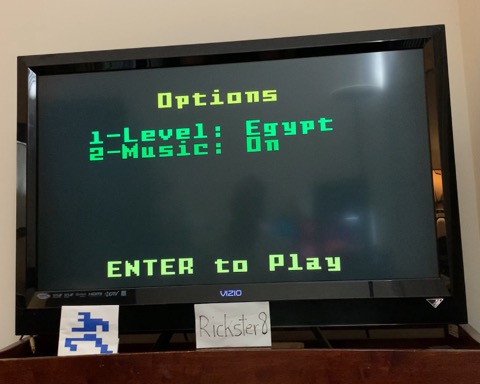 Options
1-Level: Egypt
2-Music: On
ENTER to Play
VIZIO
Richster8